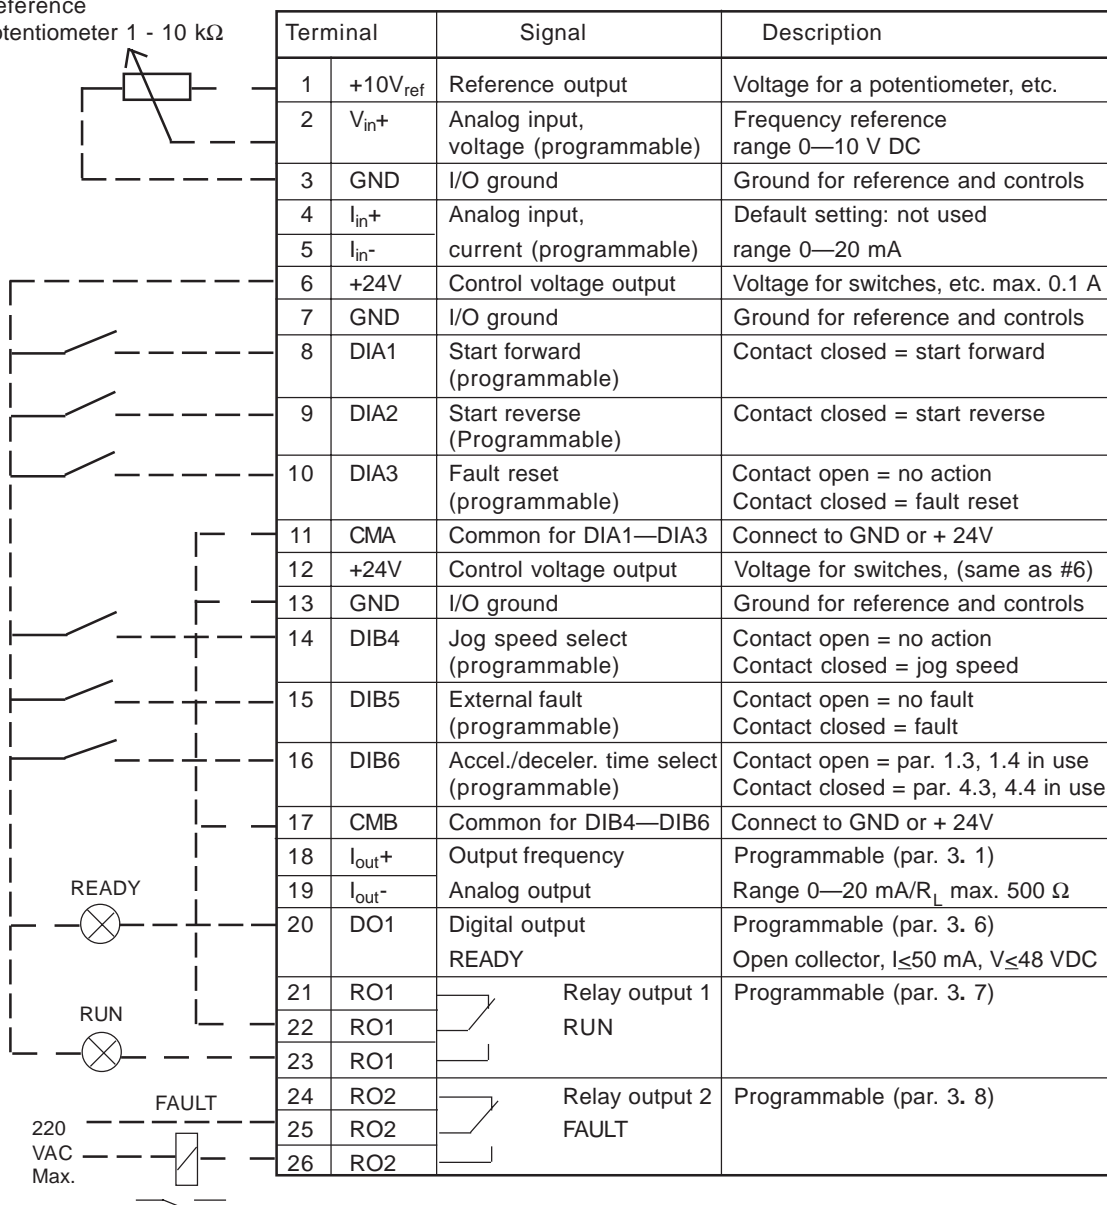 eference
otentiometer 1 - 10 kΩ
Terminal Signal Description
1 +10Vref Reference output Voltage for a potentiometer, etc.
2 Vin+ Analog input, Frequency reference
voltage (programmable) range 0—10 V DC
3 GND I/O ground Ground for reference and controls
4 Iin+ Analog input, Default setting: not used
5 Iin- current (programmable) range 0—20 mA
6 +24V Control voltage output Voltage for switches, etc. max. 0.1 A
7 GND I/O ground Ground for reference and controls
8 DIA1 Start forward Contact closed = start forward
(programmable)
9 DIA2 Start reverse Contact closed = start reverse
(Programmable)
10 DIA3 Fault reset Contact open = no action
(programmable) Contact closed = fault reset
11 CMA Common for DIA1—DIA3 Connect to GND or + 24V
12 +24V Control voltage output Voltage for switches, (same as #6)
13 GND I/O ground Ground for reference and controls
14 DIB4 Jog speed select Contact open = no action
(programmable) Contact closed = jog speed
15 DIB5 External fault Contact open = no fault
(programmable) Contact closed = fault
16 DIB6 Accel./deceler. time select Contact open = par. 1.3, 1.4 in use
(programmable) Contact closed = par. 4.3, 4.4 in use
17 CMB Common for DIB4—DIB6 Connect to GND or + 24V
18 Iout+ Output frequency Programmable (par. 3. 1)
READY 19 Iout- Analog output Range 0—20 mA/RL max. 500 Ω
20 DO1 Digital output Programmable (par. 3. 6)
READY Open collector, I≤50 mA, V≤48 VDC
21 RO1 Relay output 1 Programmable (par. 3. 7)
RUN 22 RO1 RUN
23 RO1
FAULT 24 RO2 Relay output 2 Programmable (par. 3. 8)
220 25 RO2 FAULT
VAC 26 RO2
Max.